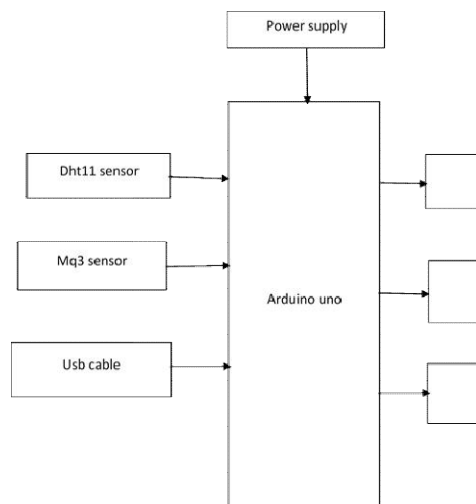 Power supply
Dht11 sensor
Mq3 sensor
Arduino uno
Usb cable